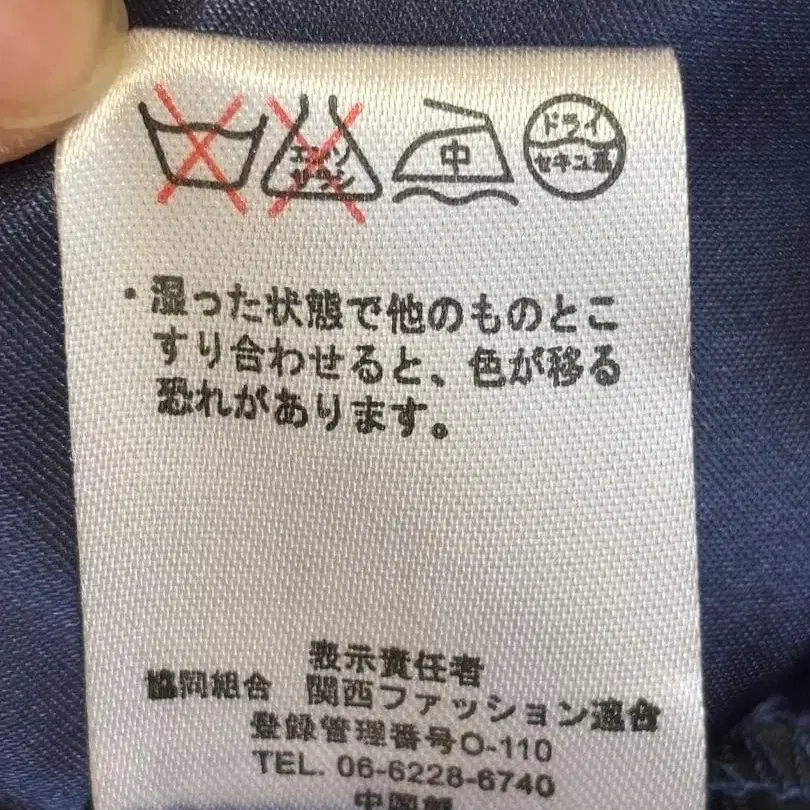 エンソ
サラシ
中
ドライ
セキユ系
・湿った状態で他のものとこ
すり合わせると、色が移る
恐れがあります。
表示責任者
協同組合 関西ファッション連合
登録管理番号O-110
TEL. 06-6228-6740
中国製